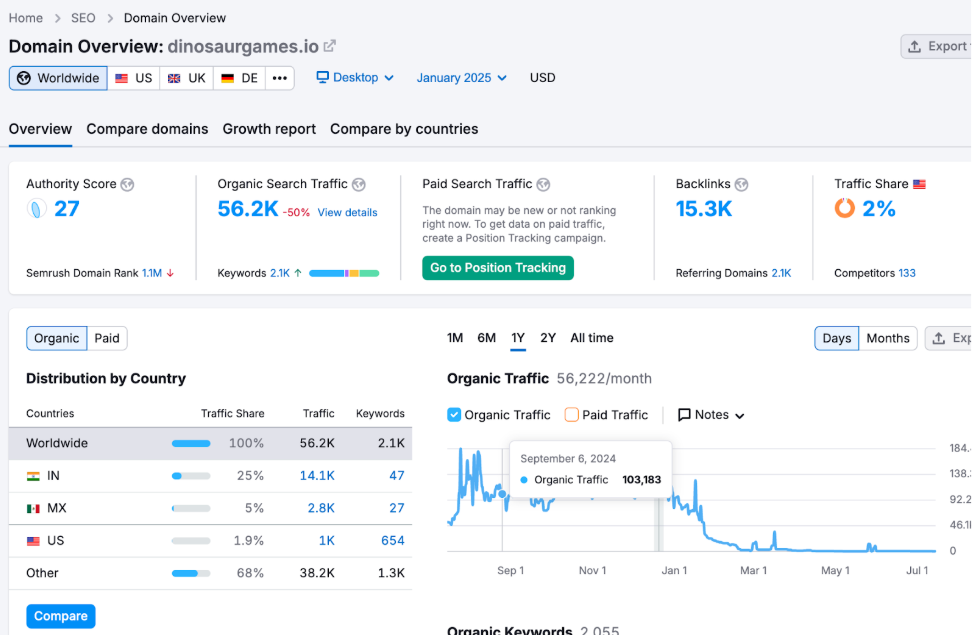 Home > SEO > Domain Overview
Domain Overview: dinosaurgames.io
Export
Worldwide US UK DE ••• Desktop January 2025 USD
Overview Compare domains Growth report Compare by countries
Authority Score
27
Semrush Domain Rank 1.1M ↓
Organic Search Traffic
56.2K -50% View details
Keywords 2.1K ↑
Paid Search Traffic
The domain may be new or not ranking
right now. To get data on paid traffic,
create a Position Tracking campaign.
Go to Position Tracking
Backlinks
15.3K
Referring Domains 2.1K
Traffic Share
2%
Competitors 133
Organic Paid
Distribution by Country
Countries Traffic Share Traffic Keywords
Worldwide 100% 56.2K 2.1K
IN 25% 14.1K 47
MX 5% 2.8K 27
US 1.9% 1K 654
Other 68% 38.2K 1.3K
Compare
1M 6M 1Y 2Y All time
Days Months
Organic Traffic 56,222/month
Organic Traffic Paid Traffic Notes
September 6, 2024
Organic Traffic 103,183
184.
138.
92.2
46.1
0
Sep 1 Nov 1 Jan 1 Mar 1 May 1 Jul 1
Organic Keywords 2,055